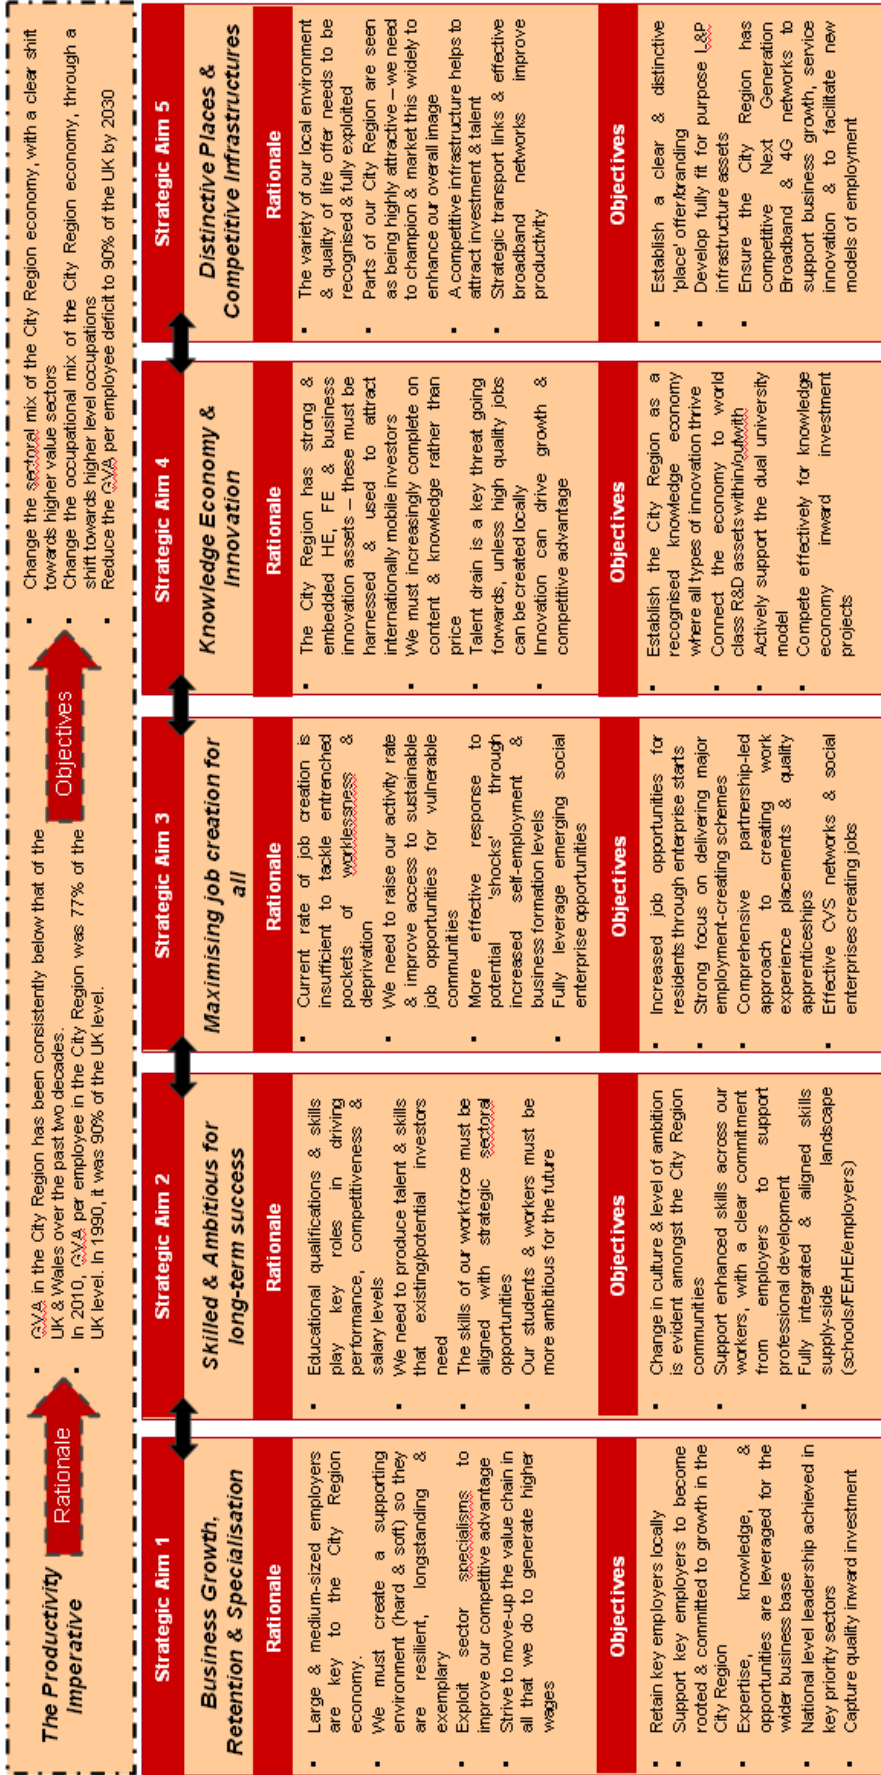 The Productivity
Imperative
Rationale
▪ GVA in the City Region has been consistently below that of the
UK & Wales over the past two decades.
▪ In 2010, GVA per employee in the City Region was 77% of the
UK level. In 1990, it was 90% of the UK level.
Objectives
▪ Change the sectoral mix of the City Region economy, with a clear shift
towards higher value sectors
▪ Change the occupational mix of the City Region economy, through a
shift towards higher level occupations
▪ Reduce the GVA per employee deficit to 90% of the UK by 2030
Strategic Aim 1
Business Growth,
Retention & Specialisation
Rationale
▪ Large & medium-sized employers
are key to the City Region
economy.
▪ We must create a supporting
environment (hard & soft) so they
are resilient, longstanding &
exemplary
▪ Exploit sector specialisms to
improve our competitive advantage
▪ Strive to move-up the value chain in
all that we do to generate higher
wages
Objectives
▪ Retain key employers locally
▪ Support key employers to become
rooted & committed to growth in the
City Region
▪ Expertise, knowledge, &
opportunities are leveraged for the
wider business base
▪ National level leadership achieved in
key priority sectors
▪ Capture quality inward investment
Strategic Aim 2
Skilled & Ambitious for
long-term success
Rationale
▪ Educational qualifications & skills
play key roles in driving
performance, competitiveness &
salary levels
▪ We need to produce talent & skills
that existing/potential investors
need
▪ The skills of our workforce must be
aligned with strategic sectoral
opportunities
▪ Our students & workers must be
more ambitious for the future
Objectives
▪ Change in culture & level of ambition
is evident amongst the City Region
communities
▪ Support enhanced skills across our
workers, with a clear commitment
from employers to support
professional development
▪ Fully integrated & aligned skills
supply-side landscape
(schools/FE/HE/employers)
Strategic Aim 3
Maximising job creation for
all
Rationale
▪ Current rate of job creation is
insufficient to tackle entrenched
pockets of worklessness &
deprivation
▪ We need to raise our activity rate
& improve access to sustainable
job opportunities for vulnerable
communities
▪ More effective response to
potential 'shocks' through
increased self-employment &
business formation levels
▪ Fully leverage emerging social
enterprise opportunities
Objectives
▪ Increased job opportunities for
residents through enterprise starts
▪ Strong focus on delivering major
employment-creating schemes
▪ Comprehensive partnership-led
approach to creating work
experience placements & quality
apprenticeships
▪ Effective CVS networks & social
enterprises creating jobs
Strategic Aim 4
Knowledge Economy &
Innovation
Rationale
▪ The City Region has strong &
embedded HE, FE & business
innovation assets – these must be
harnessed & used to attract
internationally mobile investors
▪ We must increasingly complete on
content & knowledge rather than
price
▪ Talent drain is a key threat going
forwards, unless high quality jobs
can be created locally
▪ Innovation can drive growth &
competitive advantage
Objectives
▪ Establish the City Region as a
recognised knowledge economy
where all types of innovation thrive
▪ Connect the economy to world
class R&D assets within/outwith
▪ Actively support the dual university
model
▪ Compete effectively for knowledge
economy inward investment
projects
Strategic Aim 5
Distinctive Places &
Competitive Infrastructures
Rationale
▪ The variety of our local environment
& quality of life offer needs to be
recognised & fully exploited
▪ Parts of our City Region are seen
as being highly attractive – we need
to champion & market this widely to
enhance our overall image
▪ A competitive infrastructure helps to
attract investment & talent
▪ Strategic transport links & effective
broadband networks improve
productivity
Objectives
▪ Establish a clear & distinctive
'place' offer/branding
▪ Develop fully fit for purpose L&P
infrastructure assets
▪ Ensure the City Region has
competitive Next Generation
Broadband & 4G networks to
support business growth, service
innovation & to facilitate new
models of employment